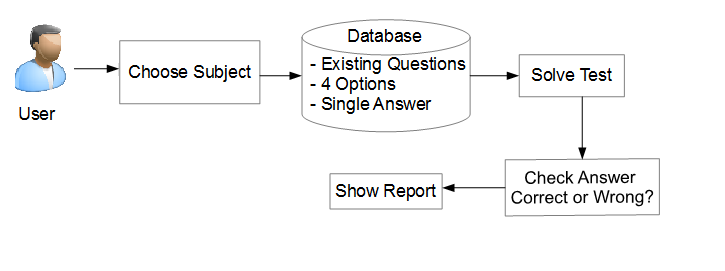 User
Choose Subject
Database
- Existing Questions
- 4 Options
- Single Answer
Solve Test
Check Answer
Correct or Wrong?
Show Report